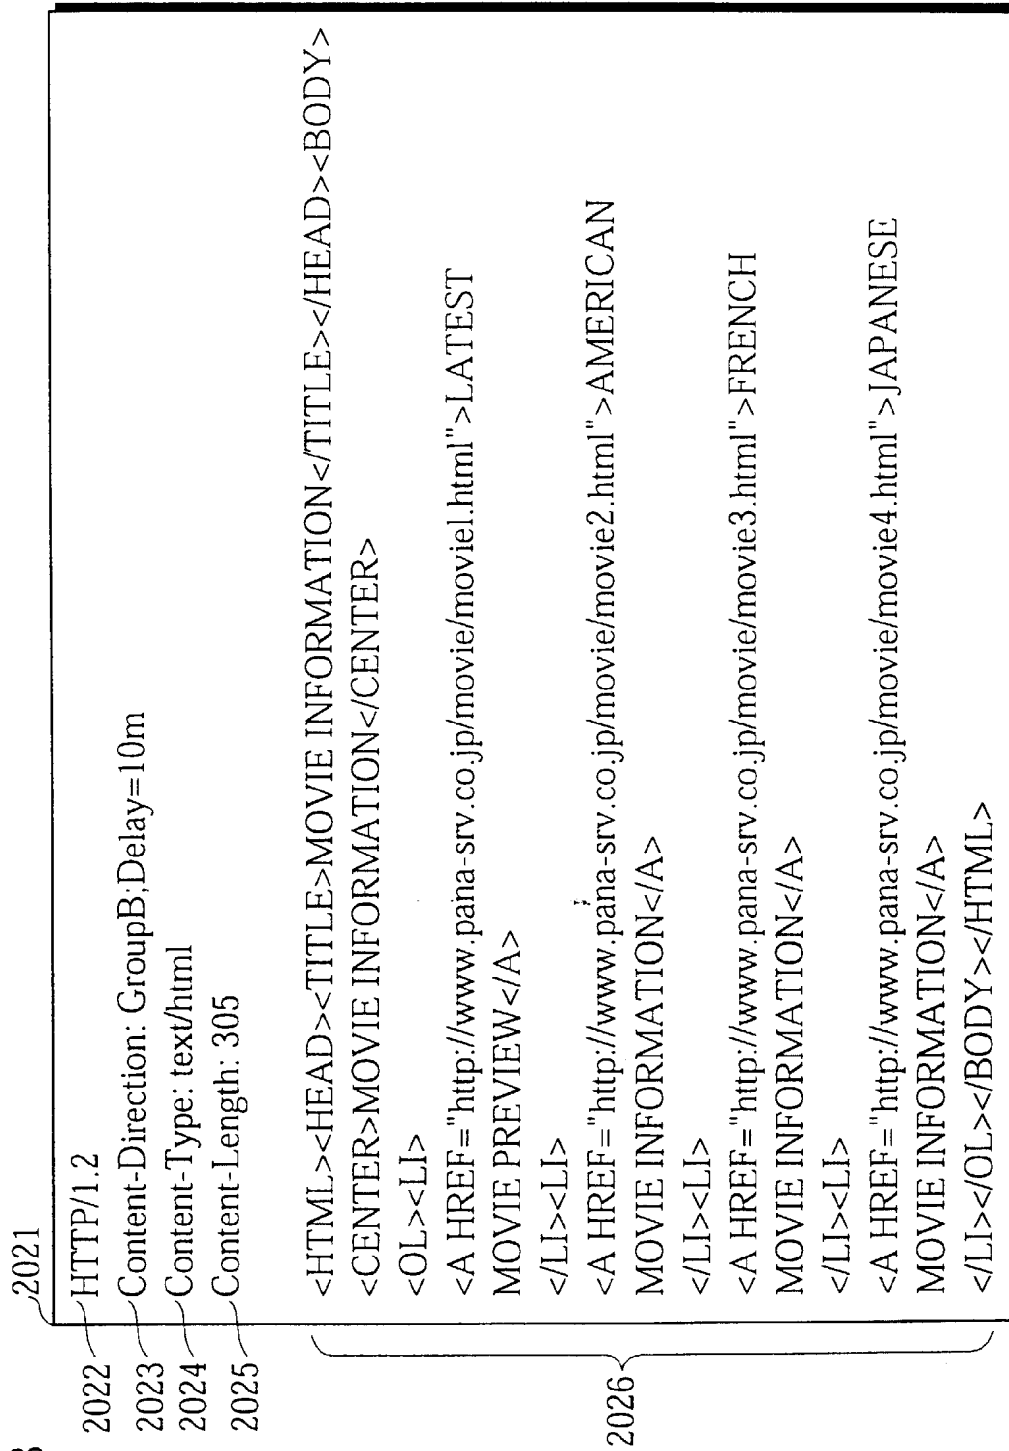 2021
2022 HTTP/1.2
2023 Content-Direction: GroupB;Delay=10m
2024 Content-Type: text/html
2025 Content-Length: 305
2026
<HTML><HEAD><TITLE>MOVIE INFORMATION</TITLE></HEAD><BODY>
<CENTER>MOVIE INFORMATION</CENTER>
<OL><LI>
<A HREF="http://www.pana-srv.co.jp/movie/movie1.html">LATEST
MOVIE PREVIEW</A>
</LI><LI>
<A HREF="http://www.pana-srv.co.jp/movie/movie2.html">AMERICAN
MOVIE INFORMATION</A>
</LI><LI>
<A HREF="http://www.pana-srv.co.jp/movie/movie3.html">FRENCH
MOVIE INFORMATION</A>
</LI><LI>
<A HREF="http://www.pana-srv.co.jp/movie/movie4.html">JAPANESE
MOVIE INFORMATION</A>
</LI></OL></BODY></HTML>